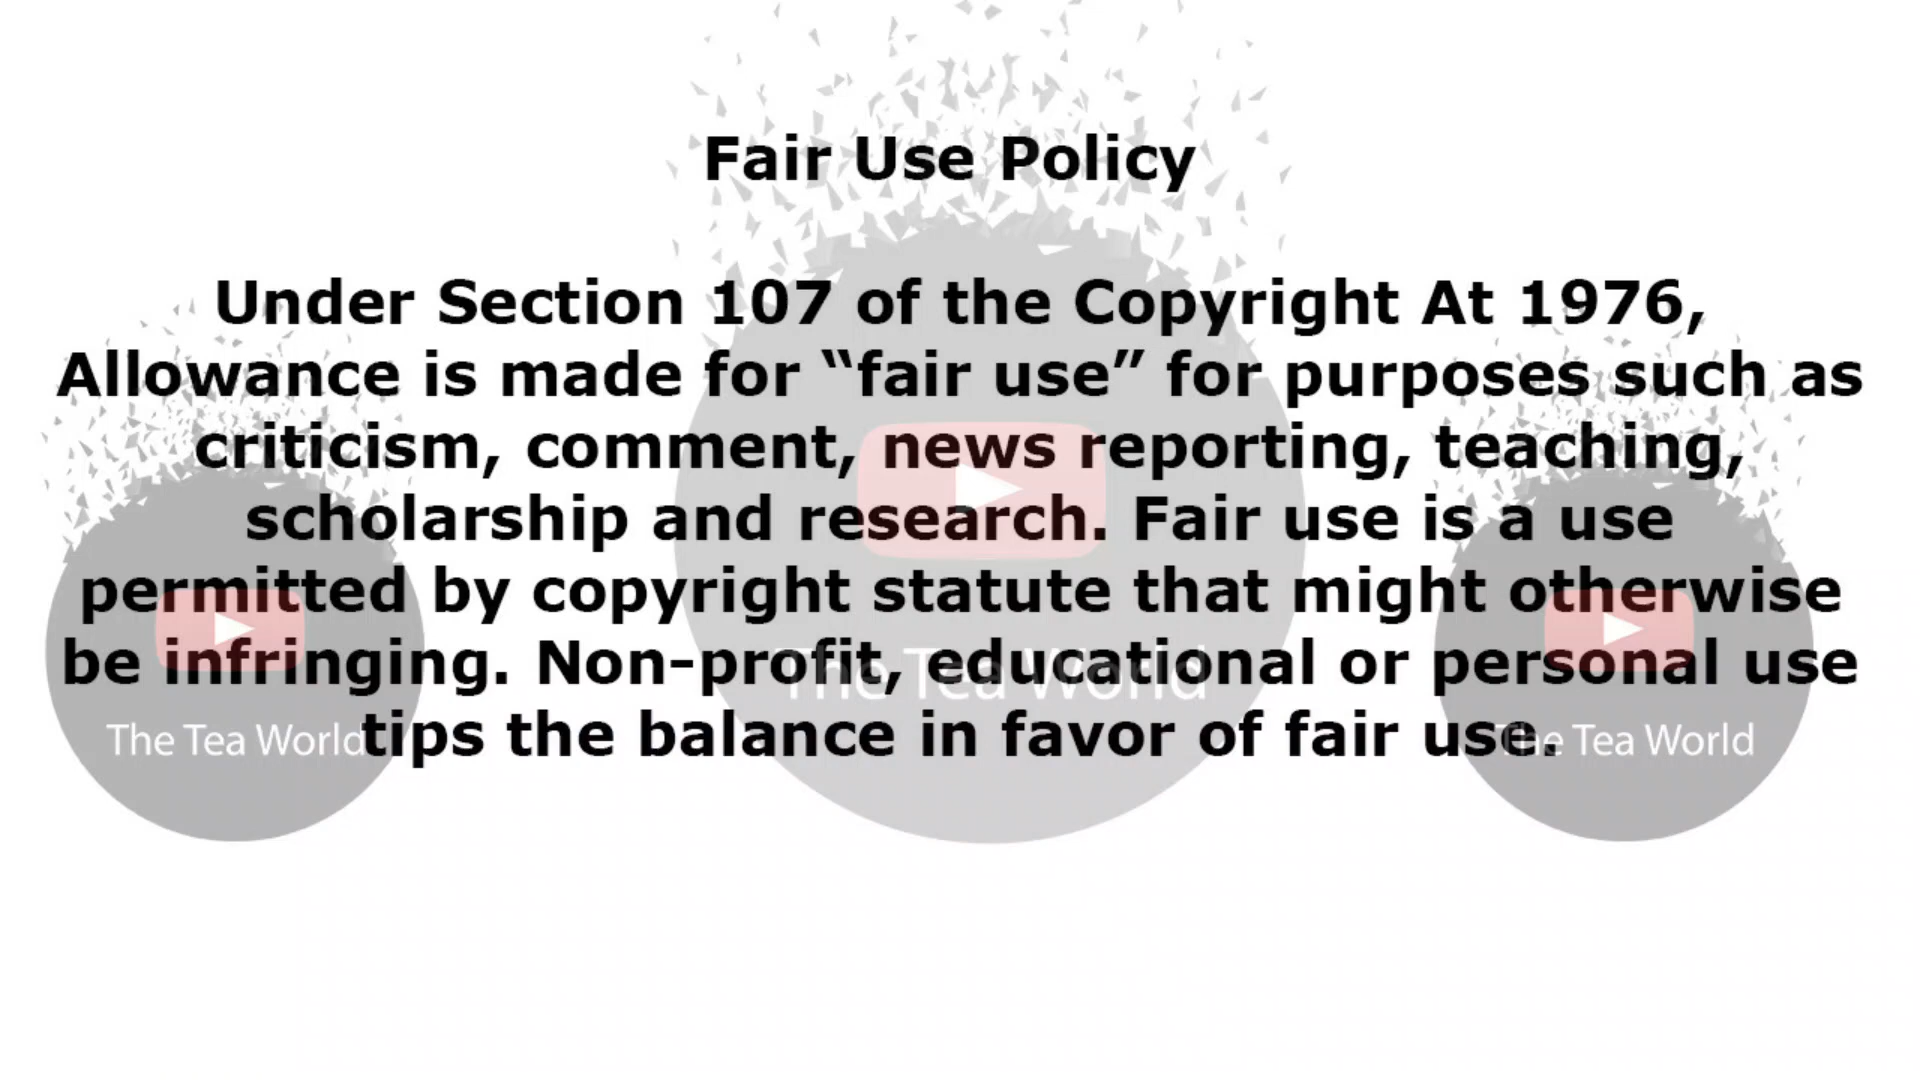 Fair Use Policy
Under Section 107 of the Copyright At 1976,
Allowance is made for “fair use” for purposes such as
criticism, comment, news reporting, teaching,
scholarship and research. Fair use is a use
permitted by copyright statute that might otherwise
be infringing. Non-profit, educational or personal use
tips the balance in favor of fair use.
The Tea World
The Tea World
The Tea World